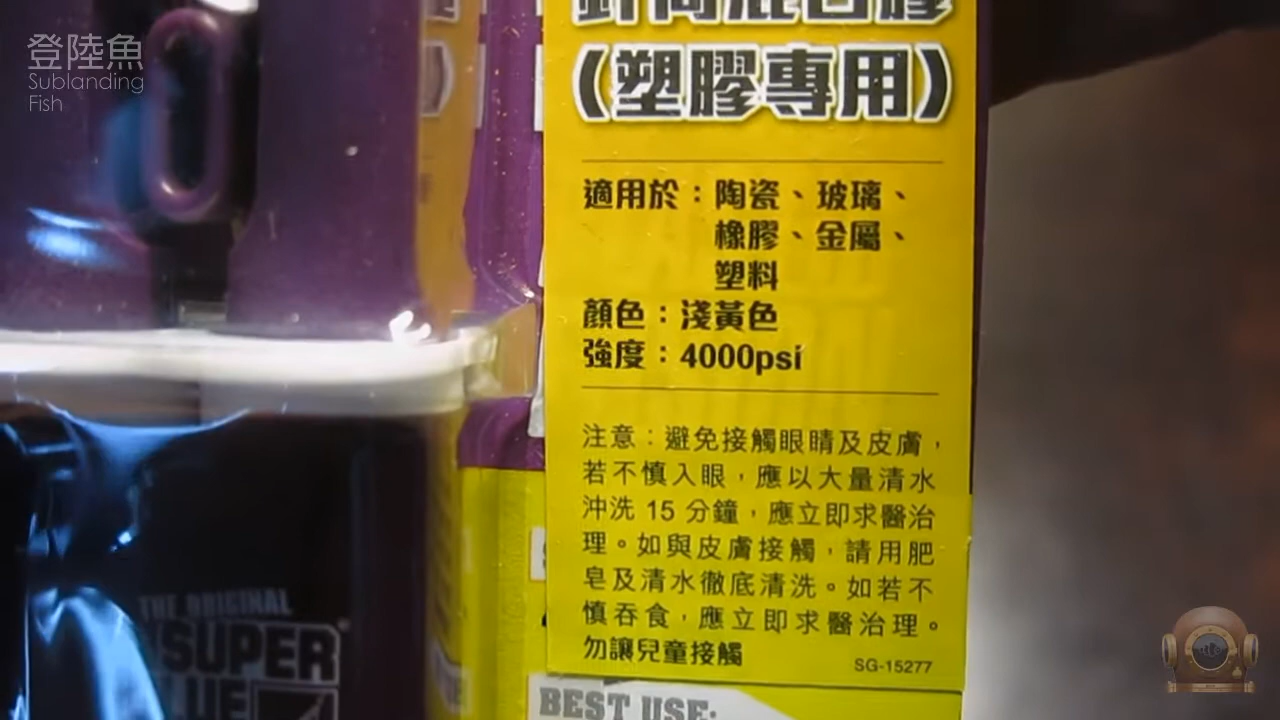 登陸魚
Sublanding
Fish
針筒混合膠
(塑膠專用)
適用於：陶瓷、玻璃、
橡膠、金屬、
塑料
顏色：淺黃色
強度：4000psi
注意：避免接觸眼睛及皮膚，
若不慎入眼，應以大量清水
沖洗 15 分鐘，應立即求醫治
理。如與皮膚接觸，請用肥
皂及清水徹底清洗。如若不
慎吞食，應立即求醫治理。
勿讓兒童接觸
SG-15277
THE ORIGINAL
SUPER
BEST USE: